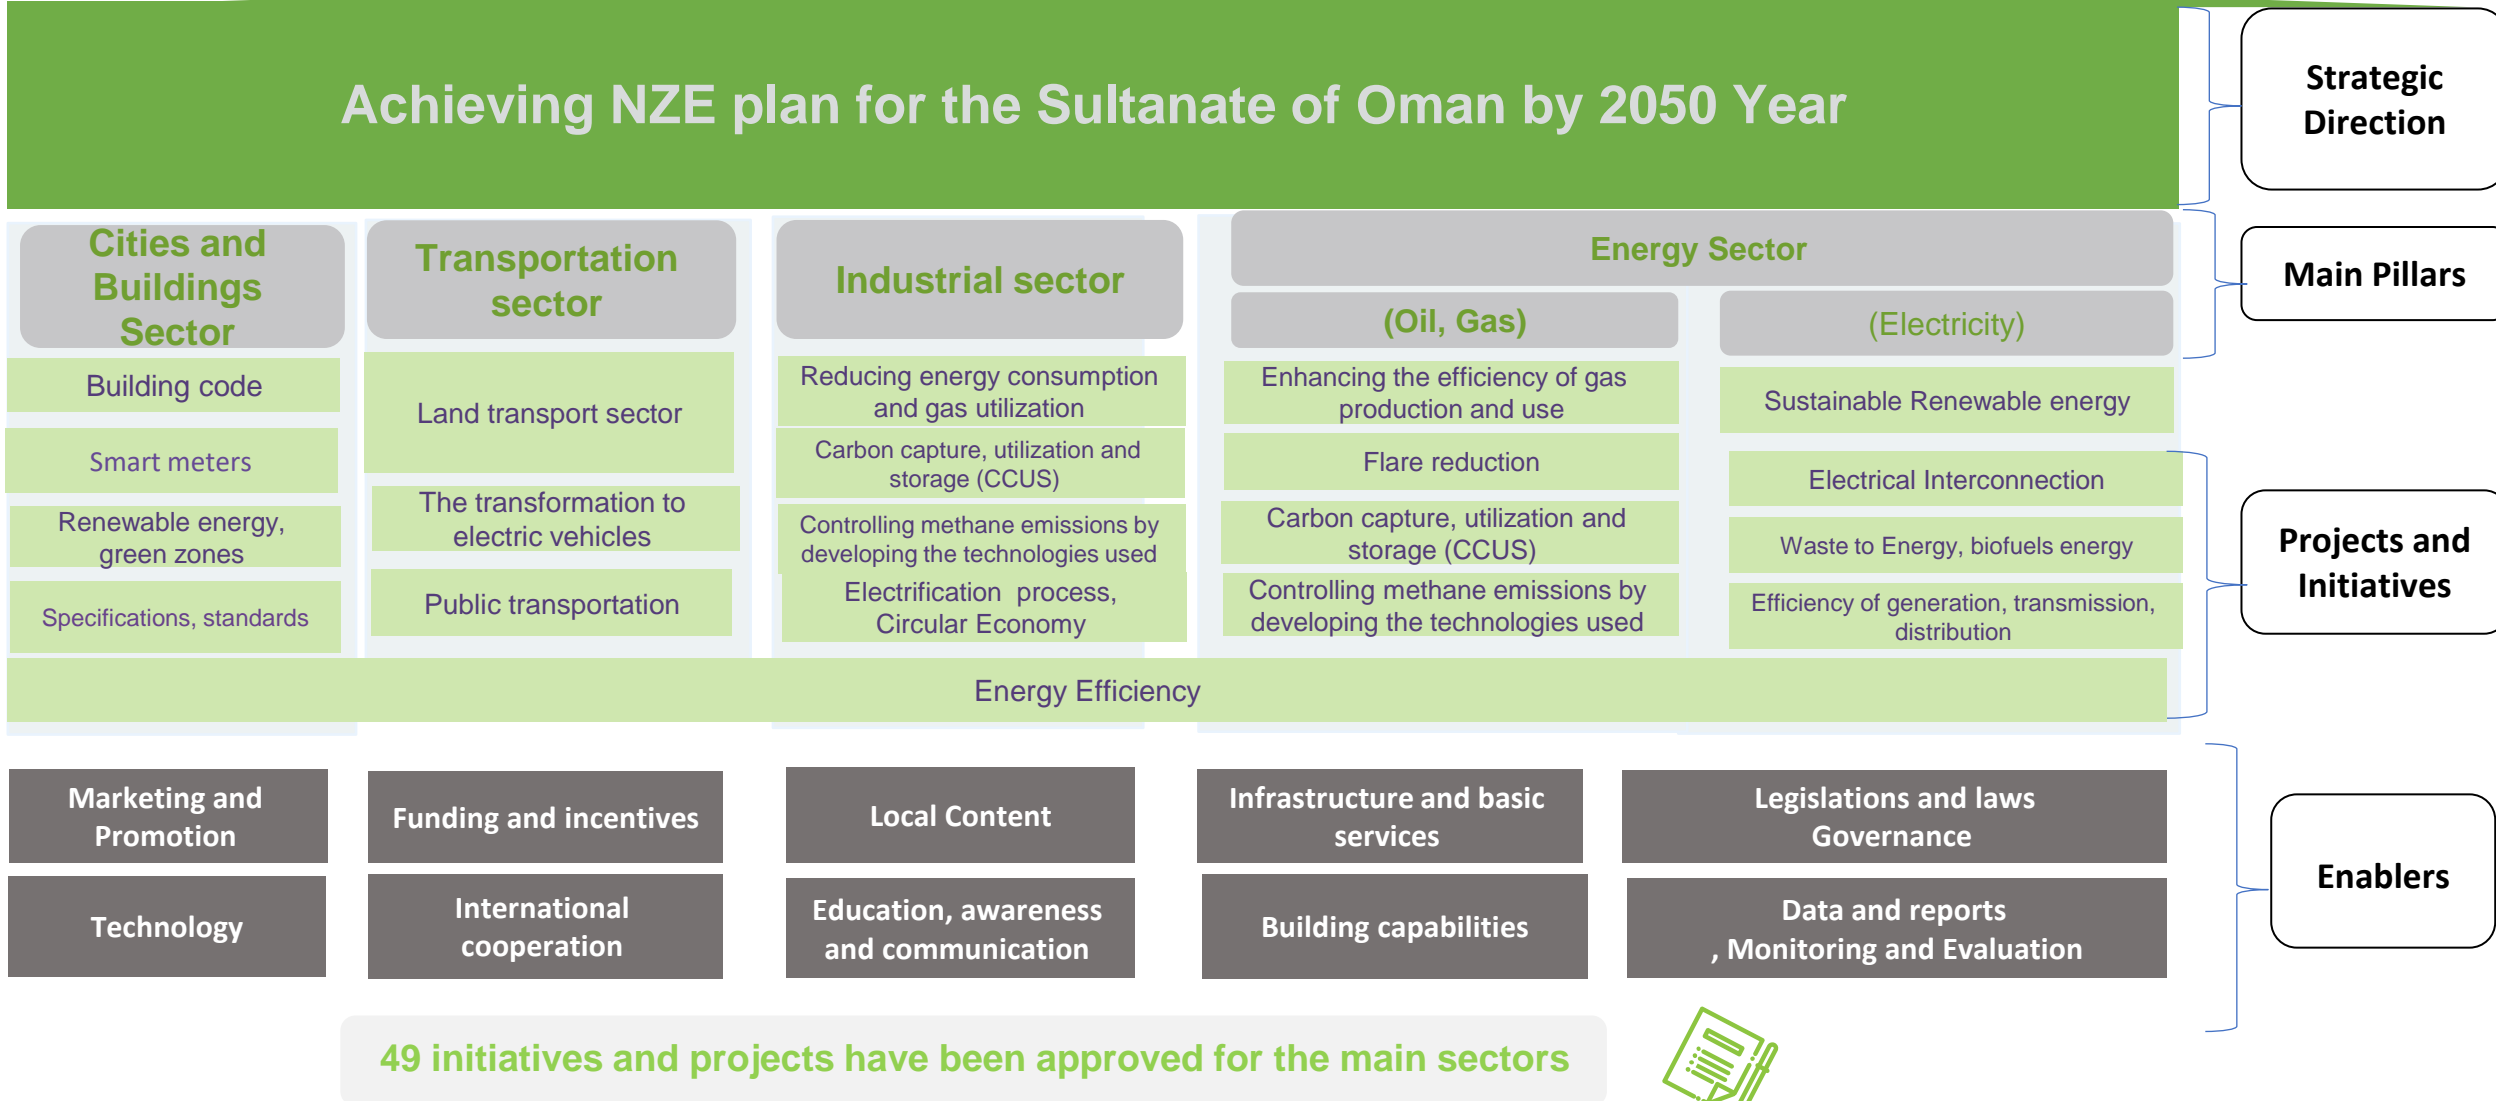 Achieving NZE plan for the Sultanate of Oman by 2050 Year
Strategic
Direction
Cities and
Buildings
Sector
Transportation
sector
Industrial sector
Energy Sector
(Oil, Gas)
(Electricity)
Main Pillars
Building code
Smart meters
Renewable energy,
green zones
Specifications, standards
Land transport sector
The transformation to
electric vehicles
Public transportation
Reducing energy consumption
and gas utilization
Carbon capture, utilization and
storage (CCUS)
Controlling methane emissions by
developing the technologies used
Electrification process,
Circular Economy
Enhancing the efficiency of gas
production and use
Flare reduction
Carbon capture, utilization and
storage (CCUS)
Controlling methane emissions by
developing the technologies used
Sustainable Renewable energy
Electrical Interconnection
Waste to Energy, biofuels energy
Efficiency of generation, transmission,
distribution
Projects and
Initiatives
Energy Efficiency
Marketing and
Promotion
Funding and incentives
Local Content
Infrastructure and basic
services
Legislations and laws
Governance
Technology
International
cooperation
Education, awareness
and communication
Building capabilities
Data and reports
, Monitoring and Evaluation
Enablers
49 initiatives and projects have been approved for the main sectors